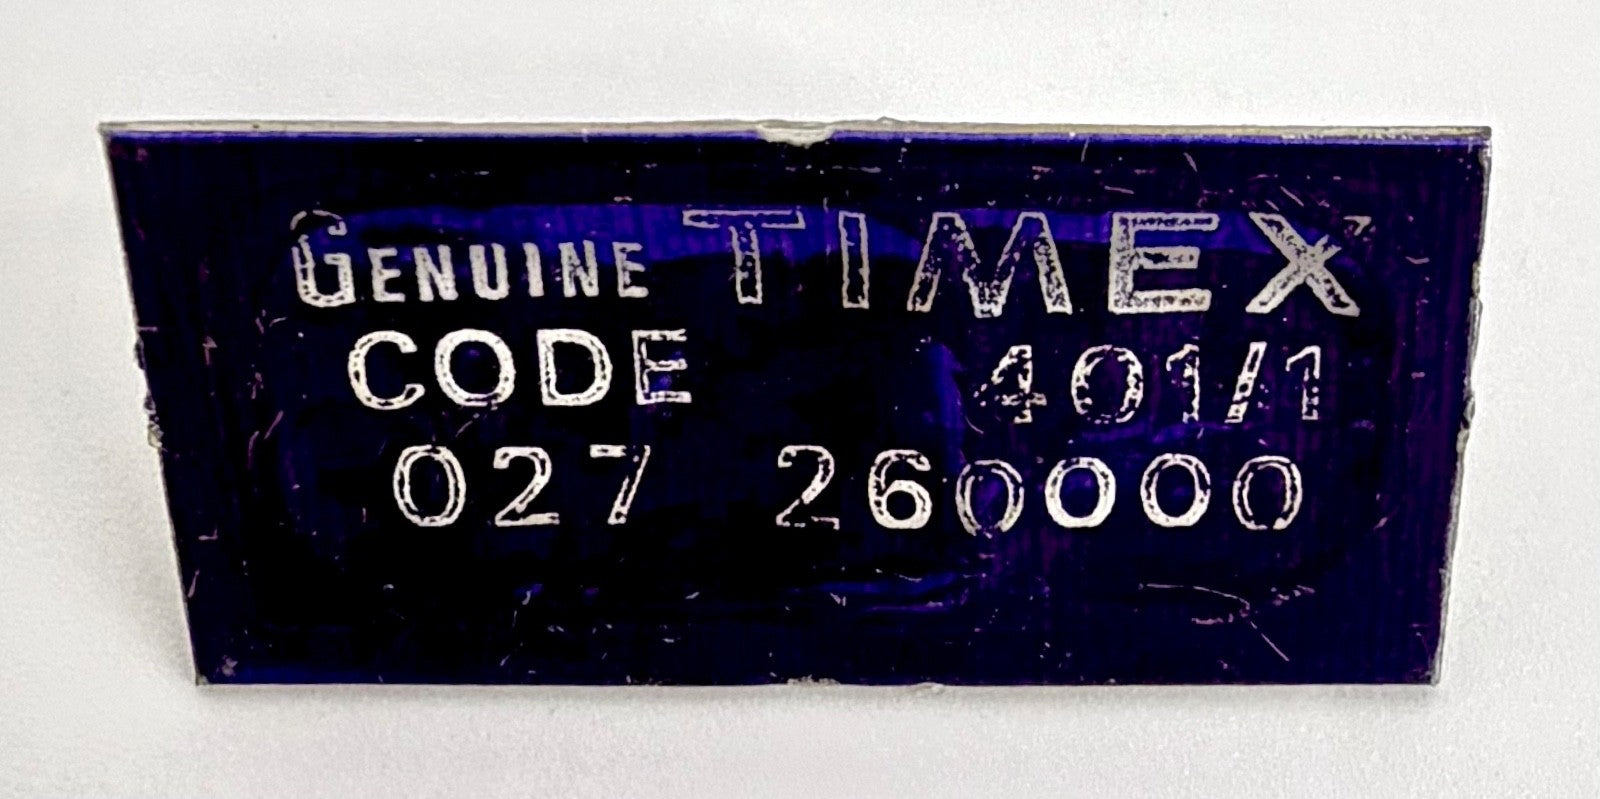 GENUINE TIMEX
CODE 401/1
027 260000